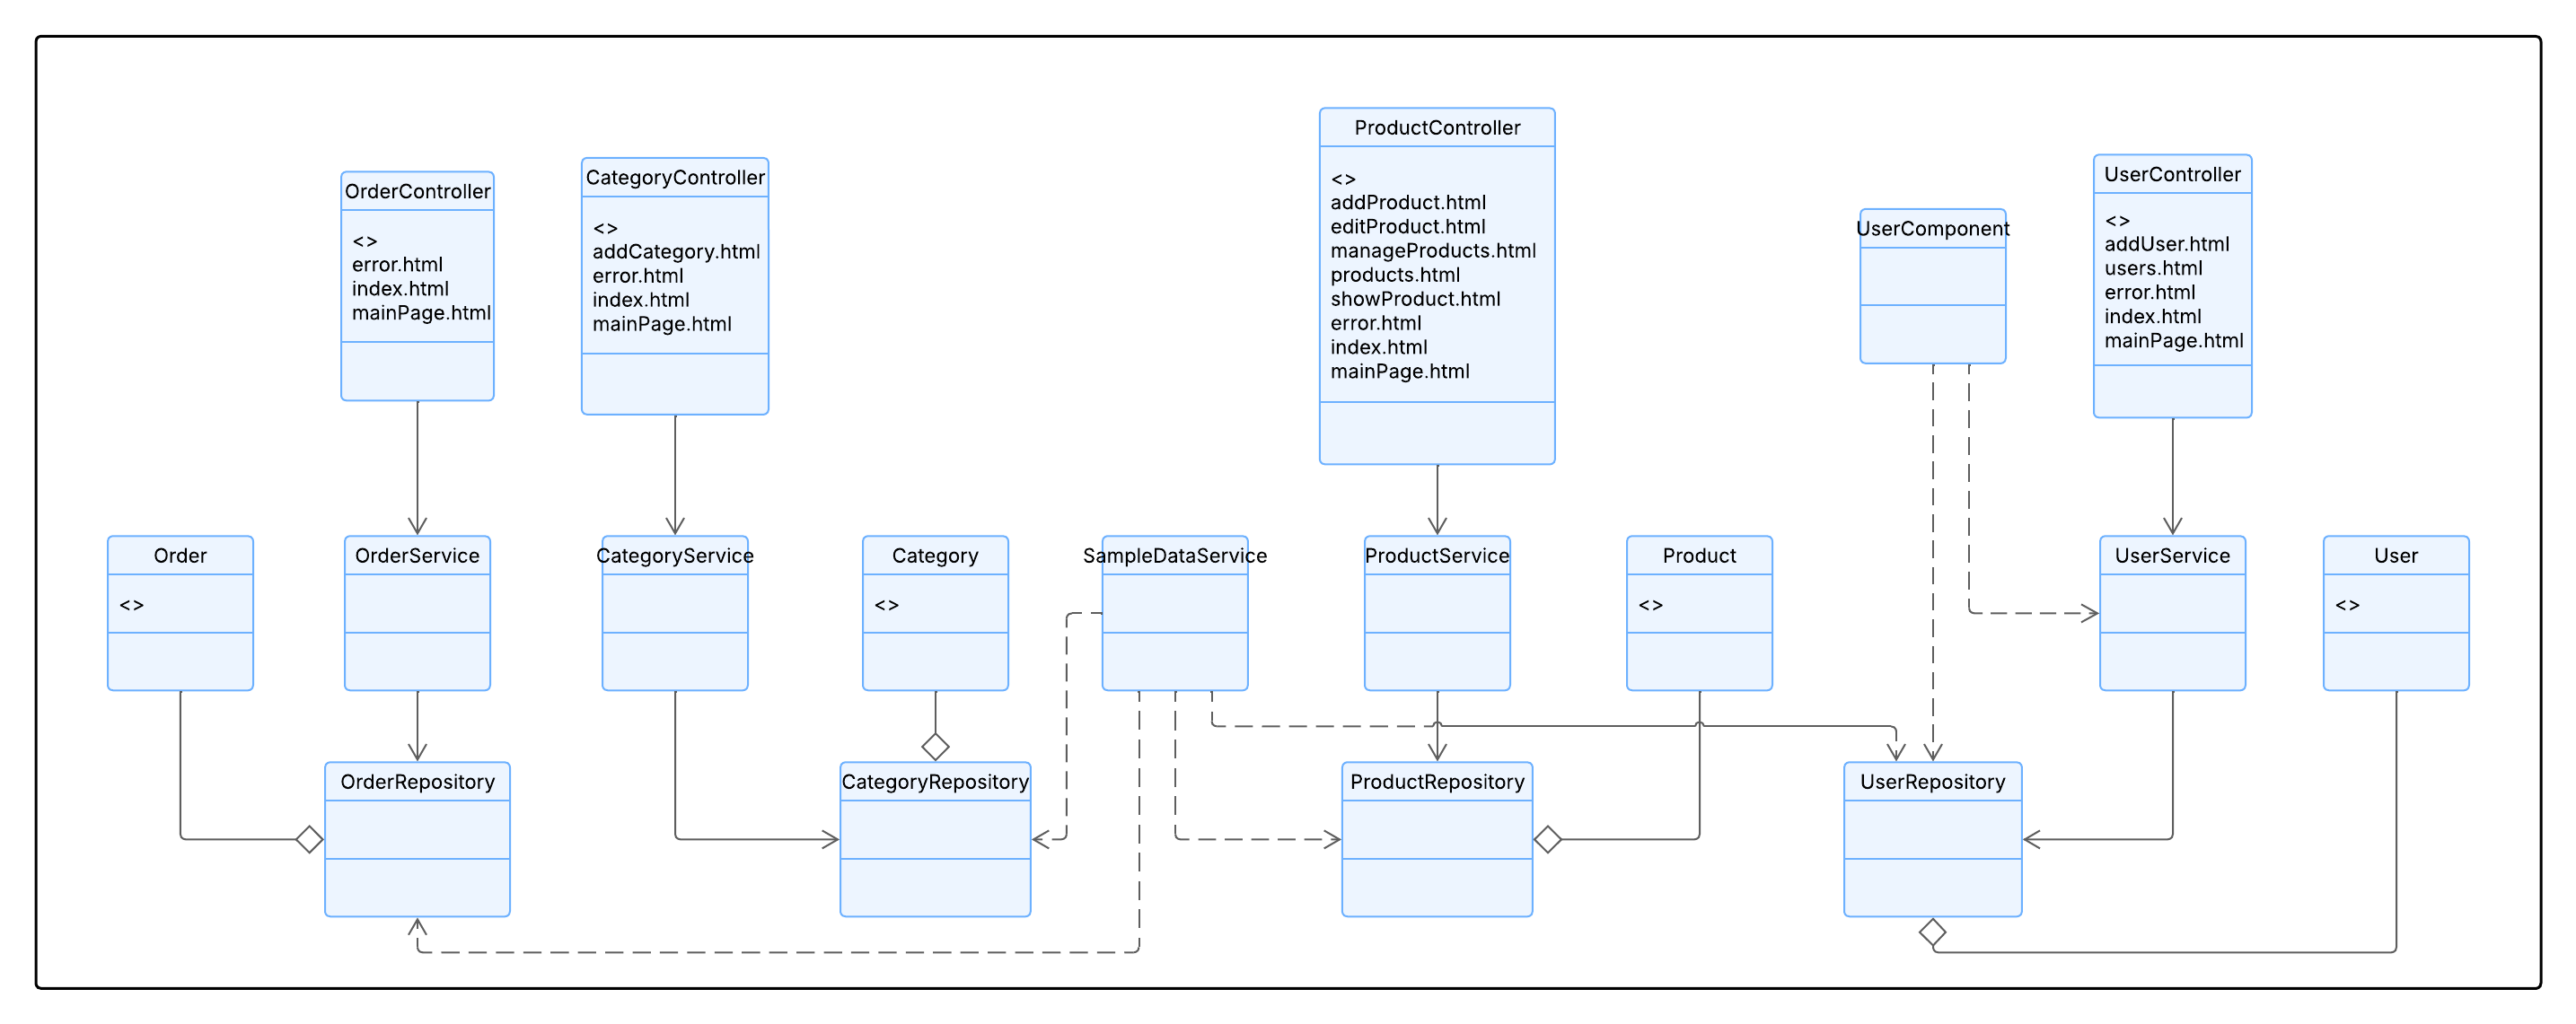 OrderController
<>
error.html
index.html
mainPage.html
CategoryController
<>
addCategory.html
error.html
index.html
mainPage.html
ProductController
<>
addProduct.html
editProduct.html
manageProducts.html
products.html
showProduct.html
error.html
index.html
mainPage.html
UserComponent
UserController
<>
addUser.html
users.html
error.html
index.html
mainPage.html
Order
<>
OrderService
CategoryService
Category
<>
SampleDataService
ProductService
Product
<>
UserService
User
<>
OrderRepository
CategoryRepository
ProductRepository
UserRepository